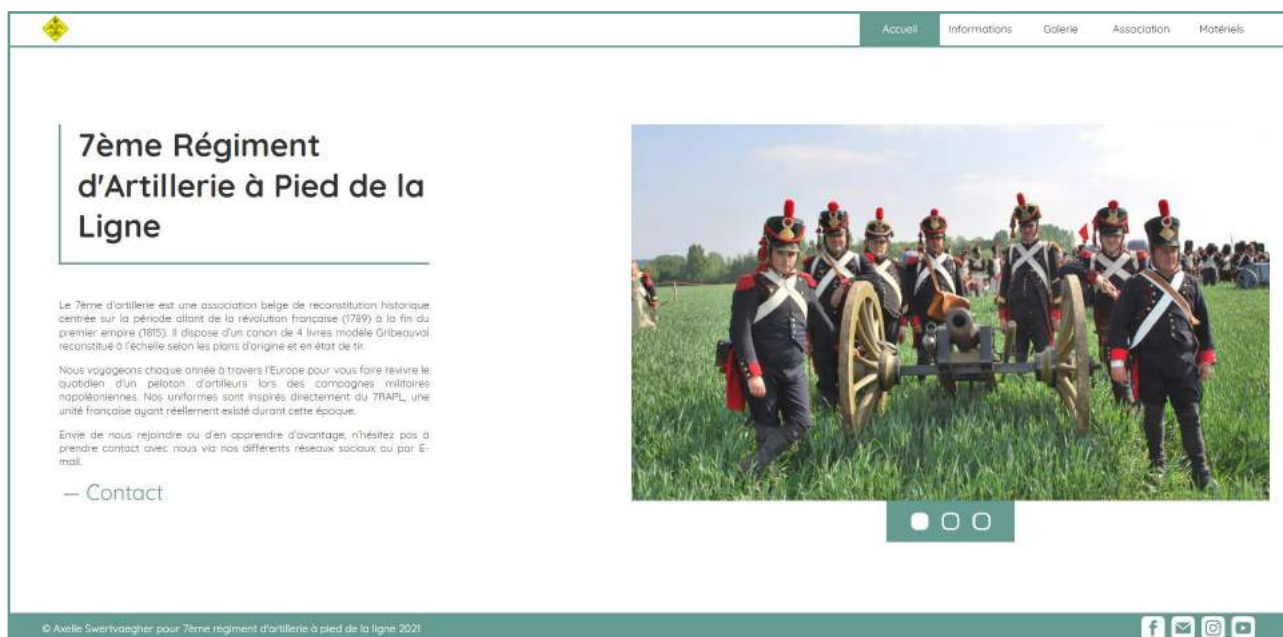 Accueil Informations Galerie Association Matériels
7ème Régiment
d'Artillerie à Pied de la
Ligne
Le 7ème d'artillerie est une association belge de reconstitution historique
centrée sur la période allant de la révolution française (1789) à la fin du
premier empire (1815). Il dispose d'un canon de 4 livres modèle Gribeauval
reconstitué à l'échelle selon les plans d'origine et en état de tir.
Nous voyageons chaque année à travers l'Europe pour vous faire revivre le
quotidien d'un peloton d'artilleurs lors des campagnes militaires
napoléoniennes. Nos uniformes sont inspirés directement du 7RAPL, une
unité française ayant réellement existé durant cette époque.
Envie de nous rejoindre ou d'en apprendre d'avantage, n'hésitez pas à
prendre contact avec nous via nos différents réseaux sociaux ou par E-
mail.
— Contact
© Axelle Swertvaegher pour 7ème régiment d'artillerie à pied de la ligne 2021